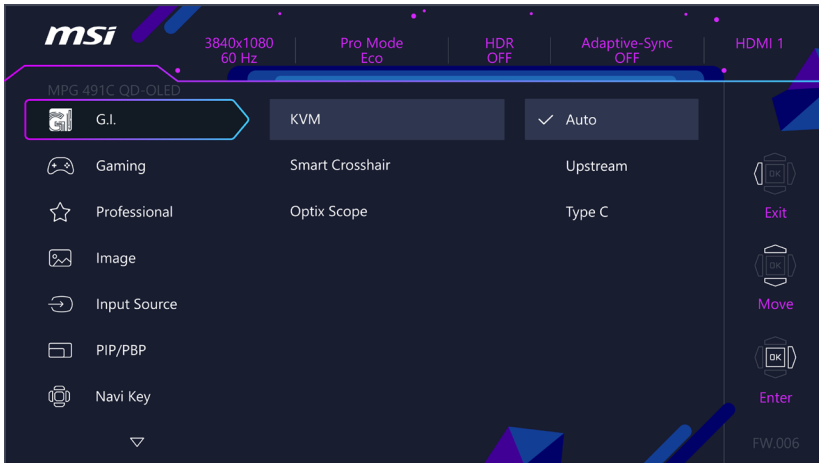 msi
3840x1080
60 Hz
Pro Mode
Eco
HDR
OFF
Adaptive-Sync
OFF
HDMI 1
MPG 491C QD-OLED
G.I.
KVM
Auto
Gaming
Smart Crosshair
Upstream
Professional
Optix Scope
Type C
Image
Input Source
PIP/PBP
Navi Key
OK
Exit
OK
Move
OK
Enter
FW.006